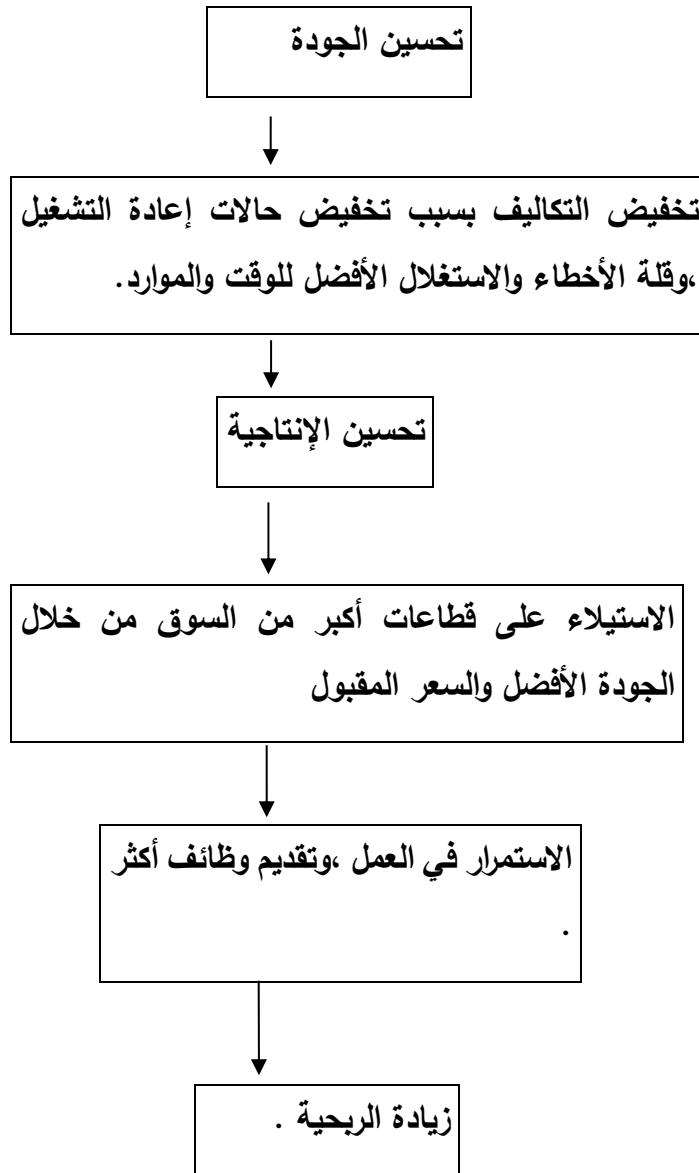 تحسين الجودة
تخفيض التكاليف بسبب تخفيض حالات إعادة التشغيل
،وقلة الأخطاء والاستغلال الأفضل للوقت والموارد.
تحسين الإنتاجية
الاستيلاء على قطاعات أكبر من السوق من خلال
الجودة الأفضل والسعر المقبول
الاستمرار في العمل ،وتقديم وظائف أكثر
.
زيادة الربحية .